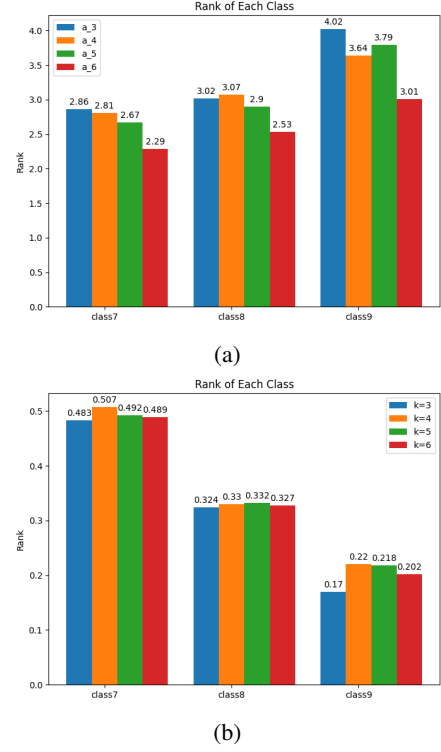 Rank of Each Class
4.02
4.0
a_3
a_4
3.79
a_5
3.64
a_6
3.5
3.02
3.07
3.01
3.0
2.86
2.81
2.9
2.67
2.53
2.5
2.29
Rank
2.0
1.5
1.0
0.5
0.0
class7
class8
class9
(a)
Rank of Each Class
0.507
k=3
0.5
0.483
0.492
0.489
k=4
k=5
k=6
0.4
0.324
0.33
0.332
0.327
0.3
Rank
0.22
0.218
0.202
0.2
0.17
0.1
0.0
class7
class8
class9
(b)